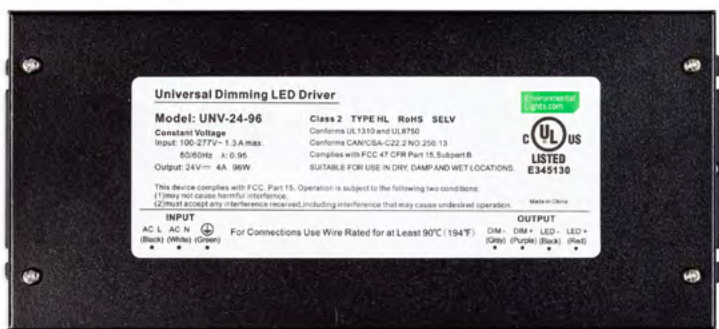 Universal Dimming LED Driver
Environmental
Lights.com
Model: UNV-24-96
Constant Voltage
Input: 100-277V~ 1.3A max.
50/60Hz λ: 0.95
Output: 24V⎓ 4A 96W
Class 2 TYPE HL RoHS SELV
Conforms UL1310 and UL8750
Conforms CAN/CSA-C22.2 NO.250.13
Complies with FCC 47 CFR Part 15, Subpart B
SUITABLE FOR USE IN DRY, DAMP AND WET LOCATIONS.
c UL US
LISTED
E345130
This device complies with FCC. Part 15. Operation is subject to the following two conditions:
(1)may not cause harmful interfernce.
(2)must accept any interference received,including interference that may cause undesired operation.
Made in China
INPUT
AC L AC N
(Black) (White) (Green)
For Connections Use Wire Rated for at Least 90℃ (194℉)
OUTPUT
DIM - DIM + LED - LED +
(Gray) (Purple) (Black) (Red)